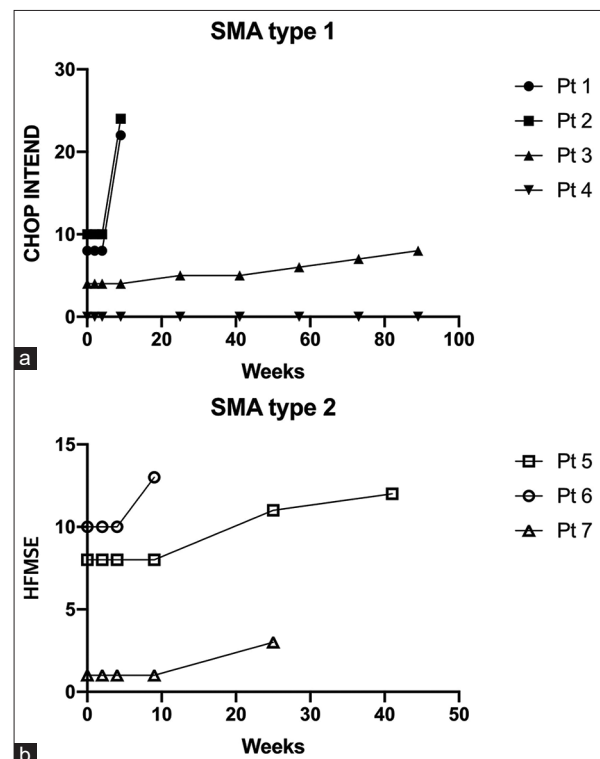 SMA type 1
CHOP INTEND
30
20
10
0
0 20 40 60 80 100
Weeks
Pt 1
Pt 2
Pt 3
Pt 4
a
SMA type 2
HFMSE
15
10
5
0
0 10 20 30 40 50
Weeks
Pt 5
Pt 6
Pt 7
b